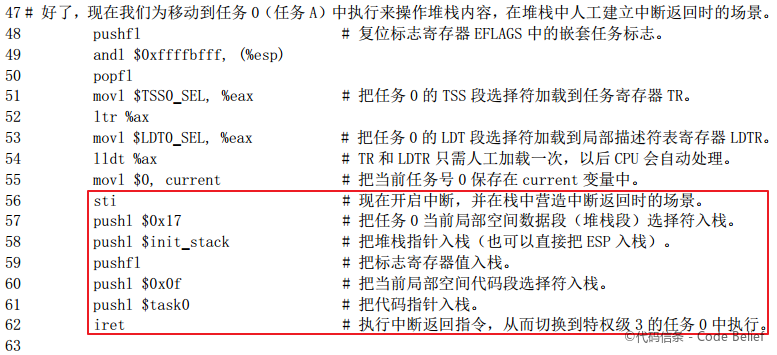 47 # 好了，现在我们为移动到任务 0（任务 A）中执行来操作堆栈内容，在堆栈中人工建立中断返回时的场景。
48 pushfl # 复位标志寄存器 EFLAGS 中的嵌套任务标志。
49 andl $0xffffbfff, (%esp)
50 popfl
51 movl $TSS0_SEL, %eax # 把任务 0 的 TSS 段选择符加载到任务寄存器 TR。
52 ltr %ax
53 movl $LDT0_SEL, %eax # 把任务 0 的 LDT 段选择符加载到局部描述符表寄存器 LDTR。
54 lldt %ax # TR 和 LDTR 只需人工加载一次，以后 CPU 会自动处理。
55 movl $0, current # 把当前任务号 0 保存在 current 变量中。
56 sti # 现在开启中断，并在栈中营造中断返回时的场景。
57 pushl $0x17 # 把任务 0 当前局部空间数据段（堆栈段）选择符入栈。
58 pushl $init_stack # 把堆栈指针入栈（也可以直接把 ESP 入栈）。
59 pushfl # 把标志寄存器值入栈。
60 pushl $0x0f # 把当前局部空间代码段选择符入栈。
61 pushl $task0 # 把代码指针入栈。
62 iret # 执行中断返回指令，从而切换到特权级 3 的任务 0 中执行。
63
©代码信条 - Code Belief